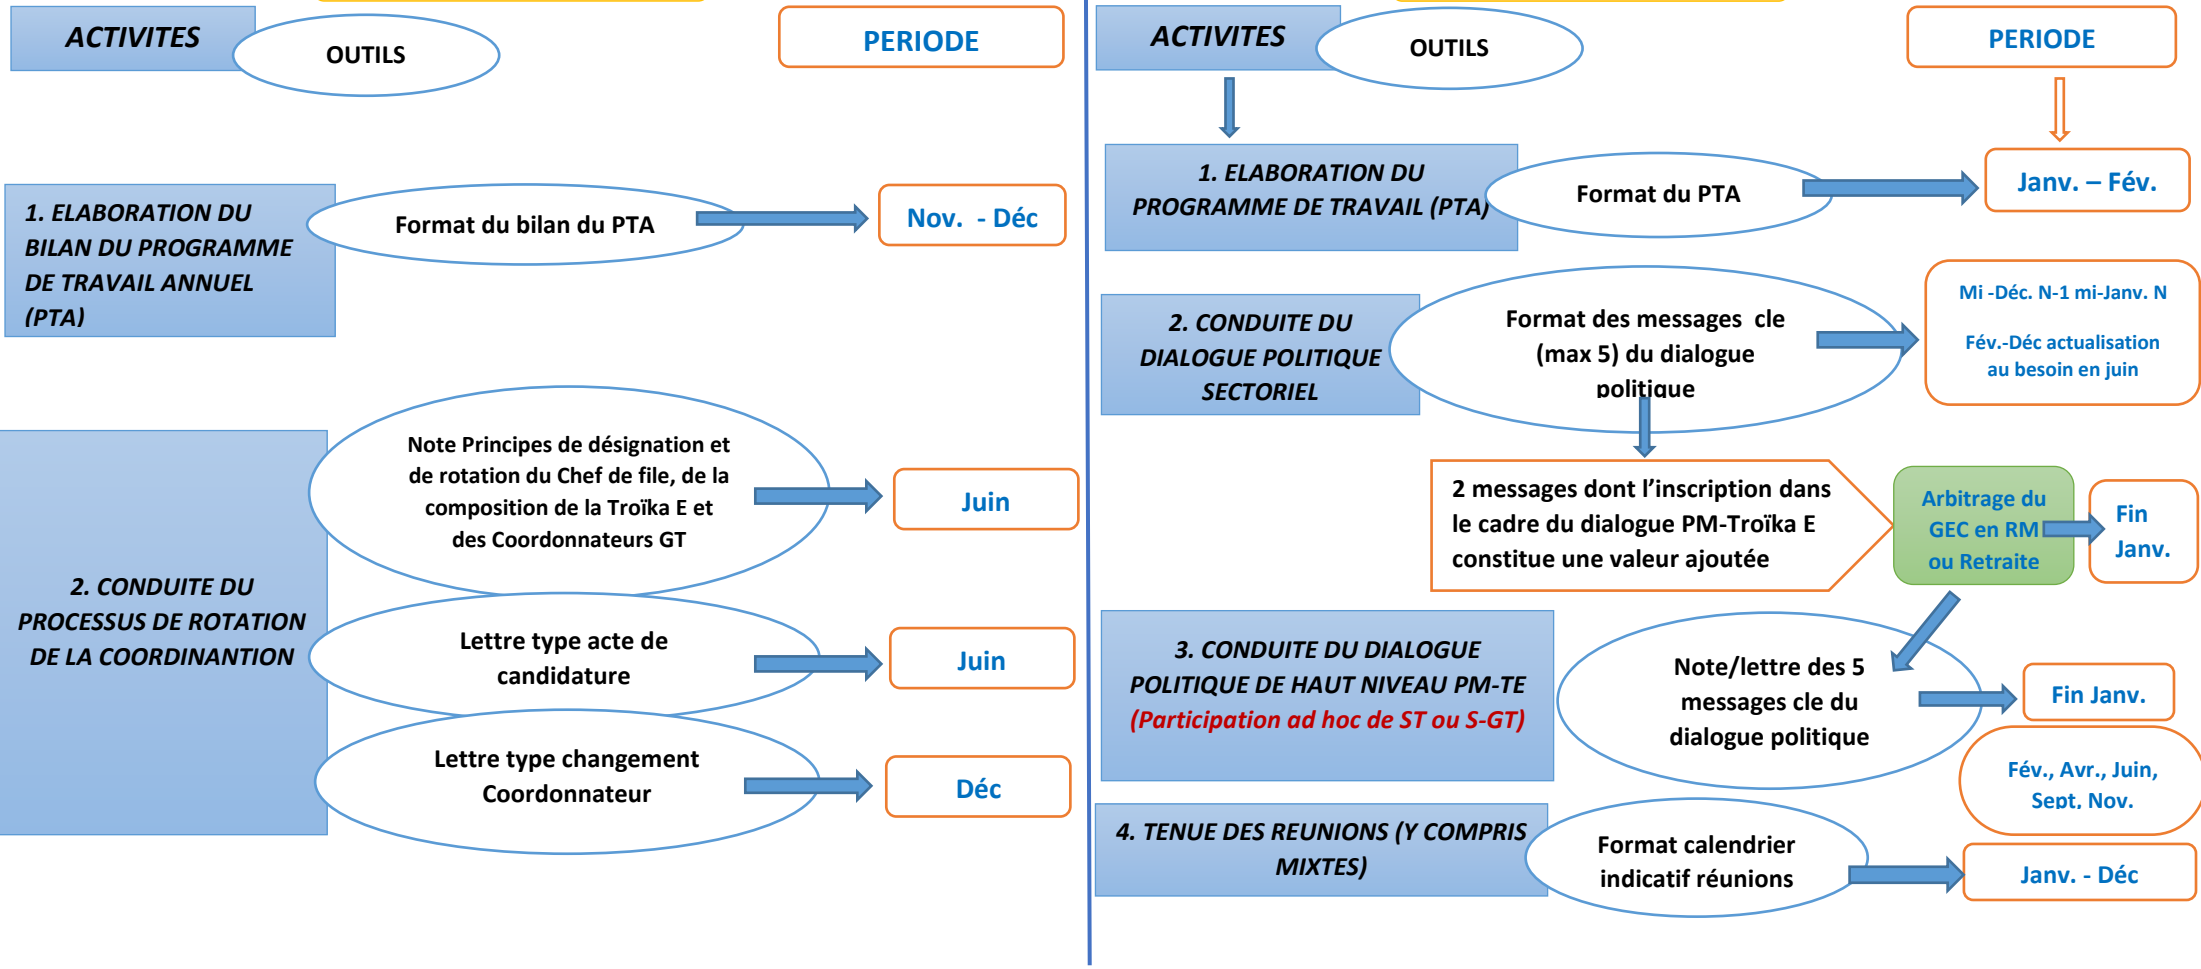 ACTIVITES
OUTILS
PERIODE
1. ELABORATION DU
BILAN DU PROGRAMME
DE TRAVAIL ANNUEL
(PTA)
Format du bilan du PTA
Nov. - Déc
2. CONDUITE DU
PROCESSUS DE ROTATION
DE LA COORDINANTION
Note Principes de désignation et
de rotation du Chef de file, de la
composition de la Troïka E et
des Coordonnateurs GT
Juin
Lettre type acte de
candidature
Juin
Lettre type changement
Coordonnateur
Déc
ACTIVITES
OUTILS
PERIODE
1. ELABORATION DU
PROGRAMME DE TRAVAIL (PTA)
Format du PTA
Janv. – Fév.
2. CONDUITE DU
DIALOGUE POLITIQUE
SECTORIEL
Format des messages cle
(max 5) du dialogue
politique
Mi -Déc. N-1 mi-Janv. N
Fév.-Déc actualisation
au besoin en juin
2 messages dont l’inscription dans
le cadre du dialogue PM-Troïka E
constitue une valeur ajoutée
Arbitrage du
GEC en RM
ou Retraite
Fin
Janv.
3. CONDUITE DU DIALOGUE
POLITIQUE DE HAUT NIVEAU PM-TE
(Participation ad hoc de ST ou S-GT)
Note/lettre des 5
messages cle du
dialogue politique
Fin Janv.
Fév., Avr., Juin,
Sept, Nov.
4. TENUE DES REUNIONS (Y COMPRIS
MIXTES)
Format calendrier
indicatif réunions
Janv. - Déc